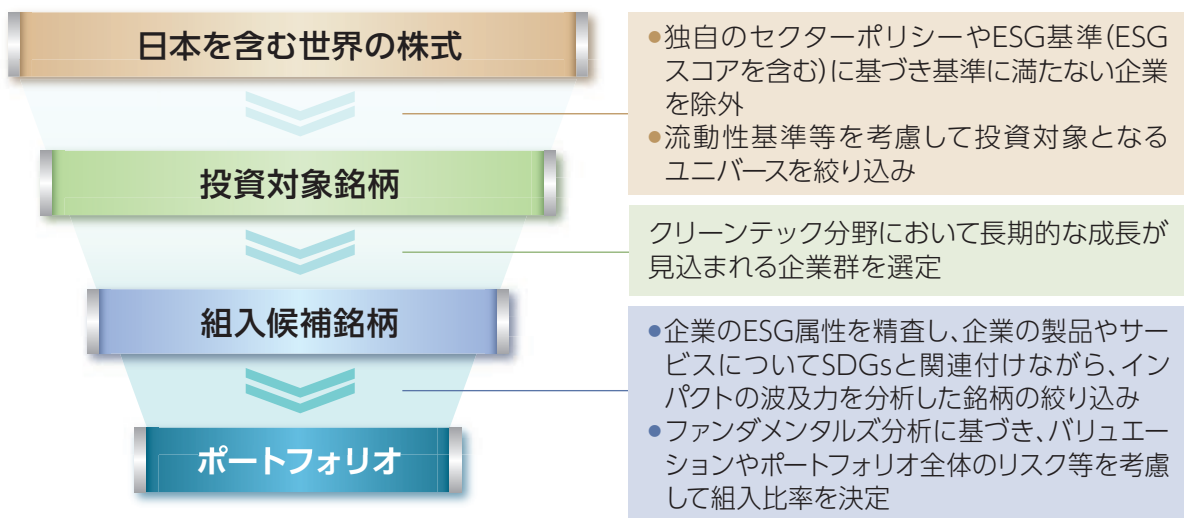 日本を含む世界の株式
●独自のセクターポリシーやESG基準(ESG
スコアを含む)に基づき基準に満たない企業
を除外
●流動性基準等を考慮して投資対象となる
ユニバースを絞り込み
投資対象銘柄
クリーンテック分野において長期的な成長が
見込まれる企業群を選定
組入候補銘柄
●企業のESG属性を精査し、企業の製品やサー
ビスについてSDGsと関連付けながら、イン
パクトの波及力を分析した銘柄の絞り込み
●ファンダメンタルズ分析に基づき、バリュエー
ションやポートフォリオ全体のリスク等を考慮
して組入比率を決定
ポートフォリオ